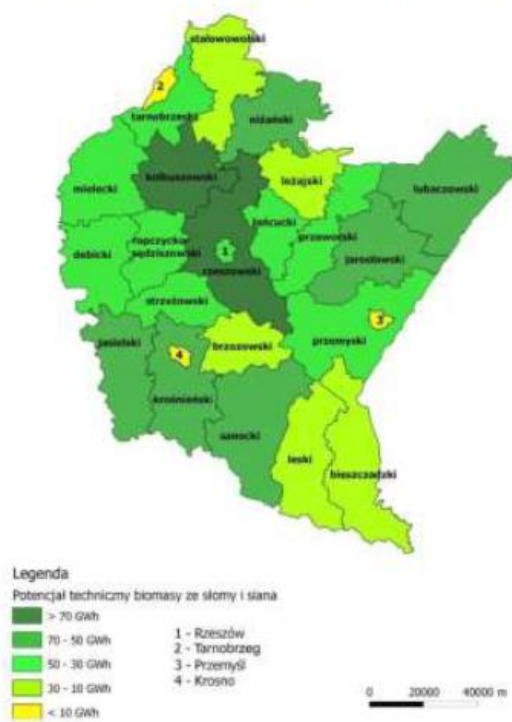 stalowowolski
2
tarnobrzeski
niżański
kolbuszowski
leżajski
mielecki
lubaczowski
łańcucki
przeworski
ropczycko-
sędziszowski
dębicki
1
rzeszowski
jarosławski
strzyżowski
3
jasielski
brzozowski
przemyski
4
krośnieński
sanocki
leski
bieszczadzki
Legenda
Potencjał techniczny biomasy ze słomy i siana
> 70 GWh
70 - 50 GWh
50 - 30 GWh
30 - 10 GWh
< 10 GWh
1 - Rzeszów
2 - Tarnobrzeg
3 - Przemyśl
4 - Krosno
0 20000 40000 m